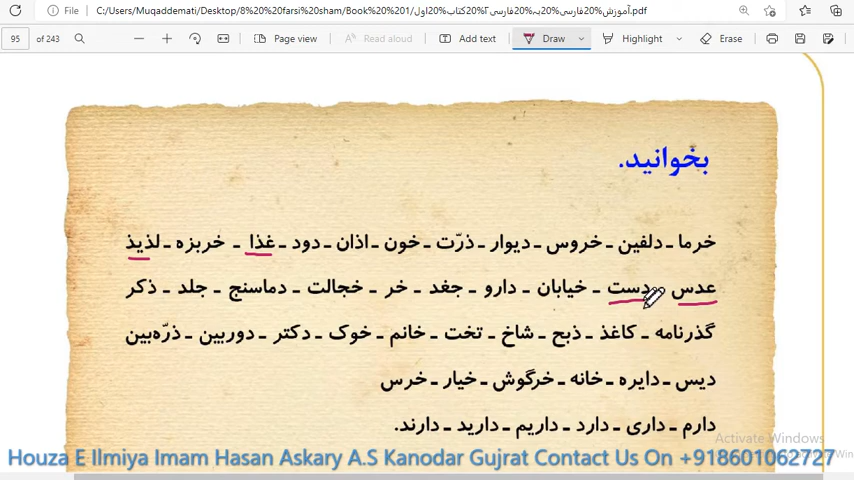 File
C:/Users/Muqaddemati/Desktop/8%20%20farsi%20sham/Book%20%201/آموزش%20فارسی%20به%20فارسی%20کتاب%20اول.pdf
95 of 243
Page view
Read aloud
Add text
Draw
Highlight
Erase
بخوانید.
خرما ـ دلفین ـ خروس ـ دیوار ـ ذرّت ـ خون ـ اذان ـ دود ـ غذا ـ خربزه ـ لذیذ
عدس ـ دست ـ خیابان ـ دارو ـ جغد ـ خر ـ خجالت ـ دماسنج ـ جلد ـ ذکر
گذرنامه ـ کاغذ ـ ذبح ـ شاخ ـ تخت ـ خانم ـ خوک ـ دکتر ـ دوربین ـ ذرّه‌بین
دیس ـ دایره ـ خانه ـ خرگوش ـ خیار ـ خرس
دارم ـ داری ـ دارد ـ داریم ـ دارید ـ دارند.
Activate Windows
Houza E Ilmiya Imam Hasan Askary A.S Kanodar Gujrat Contact Us On +918601062727